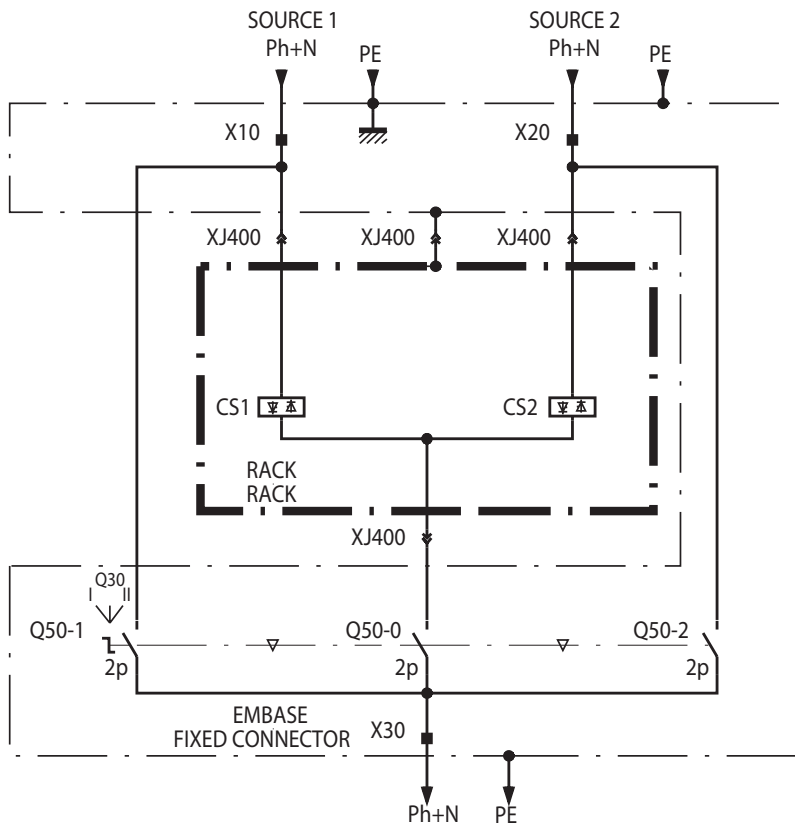 SOURCE 1
SOURCE 2
Ph+N
PE
Ph+N
PE
X10
X20
XJ400
XJ400
XJ400
CS1
CS2
RACK
RACK
XJ400
Q30
I II
Q50-1
Q50-0
Q50-2
2p
2p
2p
EMBASE
FIXED CONNECTOR
X30
Ph+N
PE